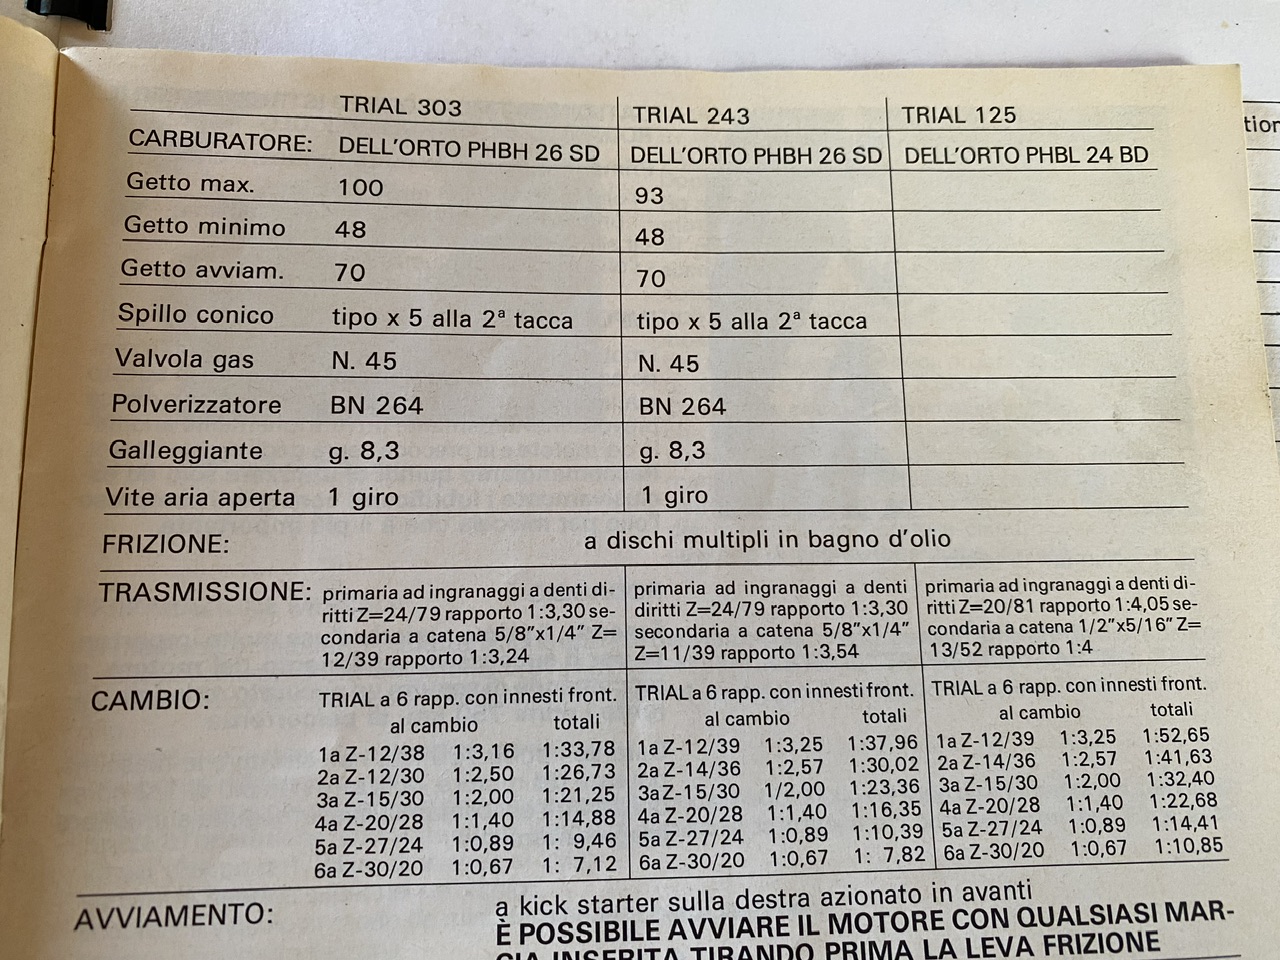 TRIAL 303 TRIAL 243 TRIAL 125
CARBURATORE: DELL'ORTO PHBH 26 SD DELL'ORTO PHBH 26 SD DELL'ORTO PHBL 24 BD
Getto max. 100 93
Getto minimo 48 48
Getto avviam. 70 70
Spillo conico tipo x 5 alla 2ª tacca tipo x 5 alla 2ª tacca
Valvola gas N. 45 N. 45
Polverizzatore BN 264 BN 264
Galleggiante g. 8,3 g. 8,3
Vite aria aperta 1 giro 1 giro
FRIZIONE: a dischi multipli in bagno d'olio
TRASMISSIONE:
primaria ad ingranaggi a denti di-
ritti Z=24/79 rapporto 1:3,30 se-
condaria a catena 5/8"x1/4" Z=
12/39 rapporto 1:3,24
primaria ad ingranaggi a denti
diritti Z=24/79 rapporto 1:3,30
secondaria a catena 5/8"x1/4"
Z=11/39 rapporto 1:3,54
primaria ad ingranaggi a denti di-
ritti Z=20/81 rapporto 1:4,05 se-
condaria a catena 1/2"x5/16" Z=
13/52 rapporto 1:4
CAMBIO:
TRIAL a 6 rapp. con innesti front.
al cambio totali
1a Z-12/38 1:3,16 1:33,78
2a Z-12/30 1:2,50 1:26,73
3a Z-15/30 1:2,00 1:21,25
4a Z-20/28 1:1,40 1:14,88
5a Z-27/24 1:0,89 1: 9,46
6a Z-30/20 1:0,67 1: 7,12
TRIAL a 6 rapp. con innesti front.
al cambio totali
1a Z-12/39 1:3,25 1:37,96
2a Z-14/36 1:2,57 1:30,02
3a Z-15/30 1/2,00 1:23,36
4a Z-20/28 1:1,40 1:16,35
5a Z-27/24 1:0,89 1:10,39
6a Z-30/20 1:0,67 1: 7,82
TRIAL a 6 rapp. con innesti front.
al cambio totali
1a Z-12/39 1:3,25 1:52,65
2a Z-14/36 1:2,57 1:41,63
3a Z-15/30 1:2,00 1:32,40
4a Z-20/28 1:1,40 1:22,68
5a Z-27/24 1:0,89 1:14,41
6a Z-30/20 1:0,67 1:10,85
AVVIAMENTO: a kick starter sulla destra azionato in avanti
È POSSIBILE AVVIARE IL MOTORE CON QUALSIASI MAR-
CIA INSERITA TIRANDO PRIMA LA LEVA FRIZIONE
tion